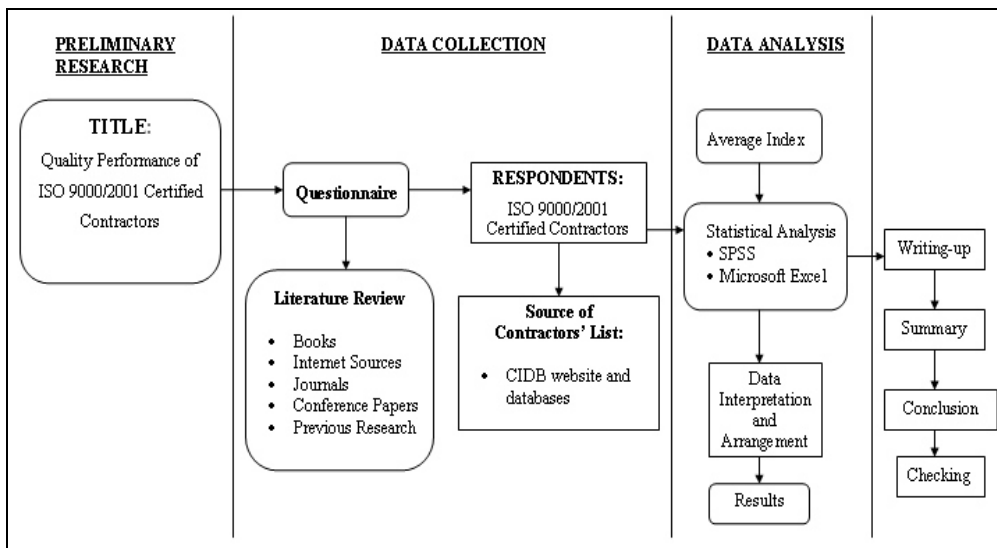 PRELIMINARY
RESEARCH
TITLE:
Quality Performance of
ISO 9000/2001 Certified
Contractors
DATA COLLECTION
Questionnaire
Literature Review
• Books
• Internet Sources
• Journals
• Conference Papers
• Previous Research
RESPONDENTS:
ISO 9000/2001
Certified Contractors
Source of
Contractors' List:
• CIDB website and
databases
DATA ANALYSIS
Average Index
Statistical Analysis
• SPSS
• Microsoft Excel
Data
Interpretation
and
Arrangement
Results
Writing-up
Summary
Conclusion
Checking